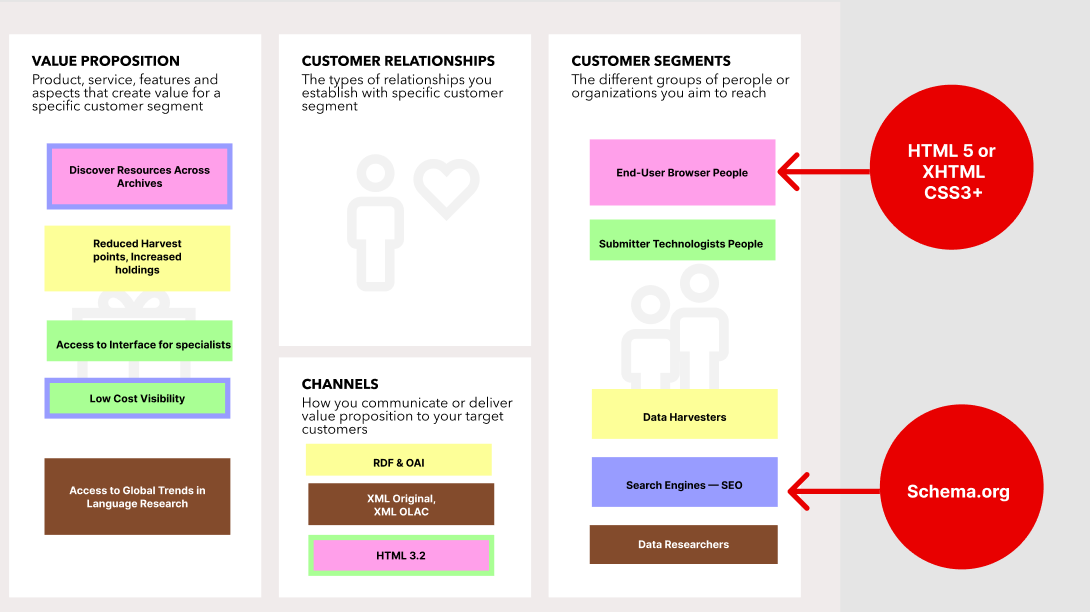 VALUE PROPOSITION
Product, service, features and
aspects that create value for a
specific customer segment
Discover Resources Across
Archives
Reduced Harvest
points, Increased
holdings
Access to Interface for specialists
Low Cost Visibility
Access to Global Trends in
Language Research
CUSTOMER RELATIONSHIPS
The types of relationships you
establish with specific customer
segment
CHANNELS
How you communicate or deliver
value proposition to your target
customers
RDF & OAI
XML Original,
XML OLAC
HTML 3.2
CUSTOMER SEGMENTS
The different groups of perople or
organizations you aim to reach
End-User Browser People
Submitter Technologists People
Data Harvesters
Search Engines — SEO
Data Researchers
HTML 5 or
XHTML
CSS3+
Schema.org